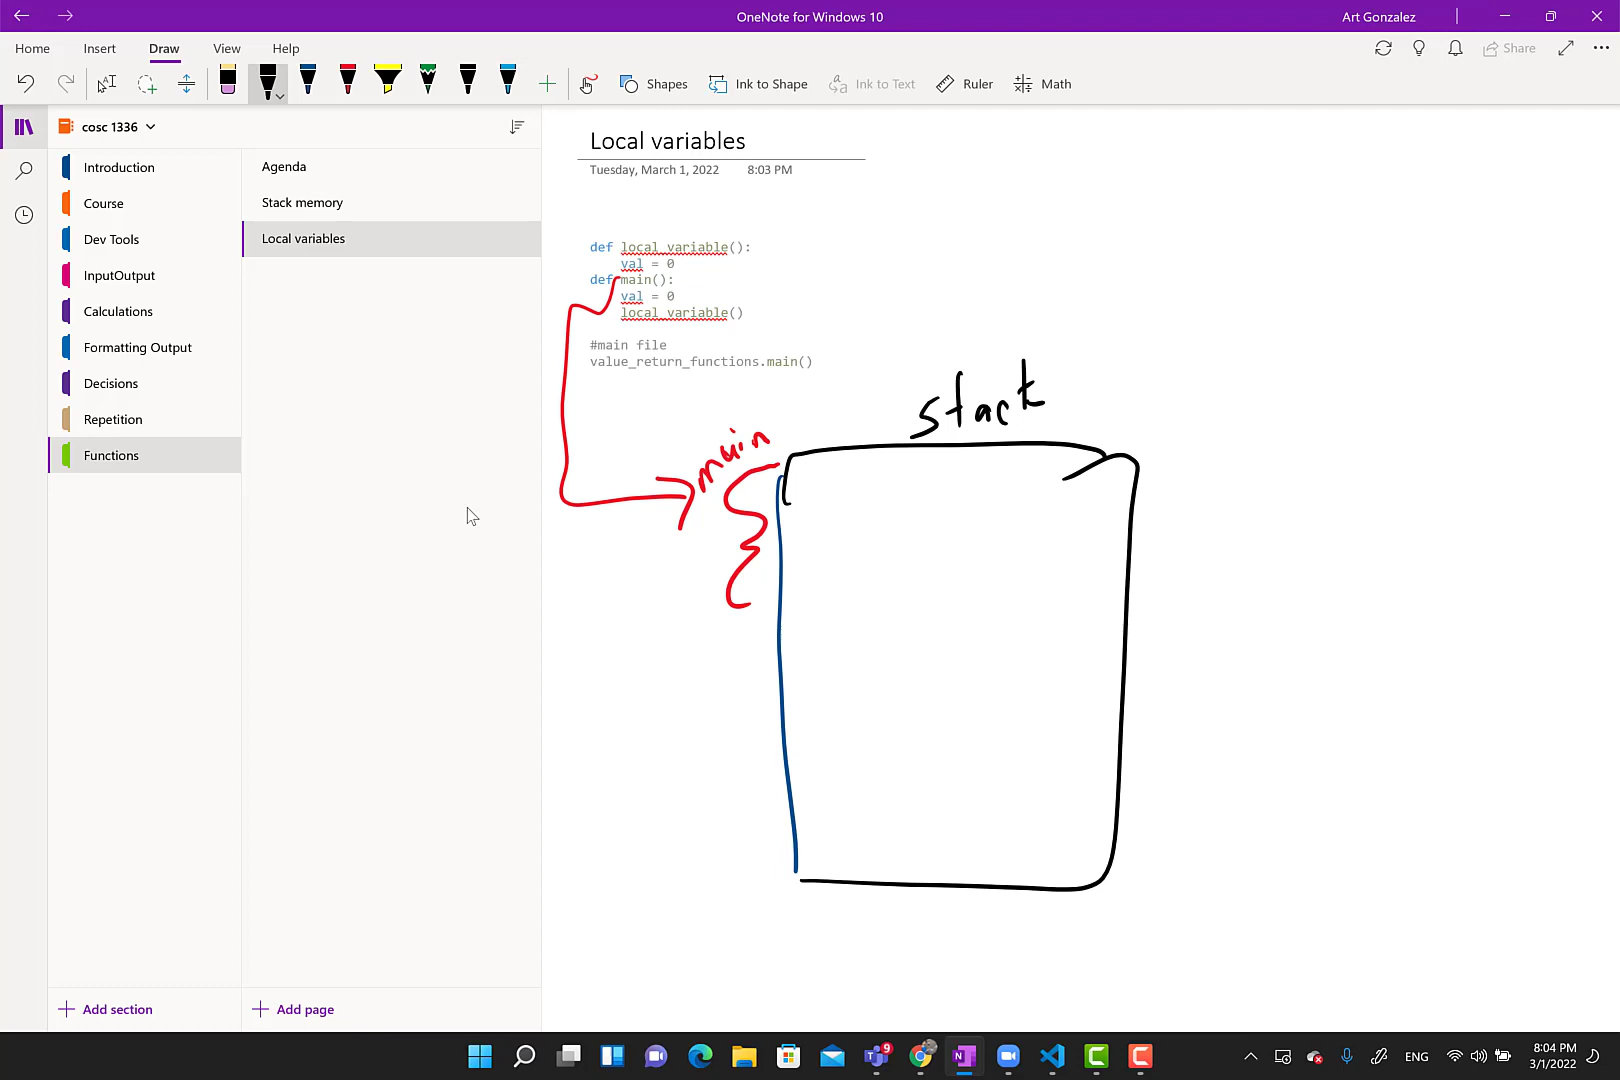 OneNote for Windows 10
Art Gonzalez
Home Insert Draw View Help
Share
Shapes Ink to Shape Ink to Text Ruler Math
cosc 1336
Introduction
Course
Dev Tools
InputOutput
Calculations
Formatting Output
Decisions
Repetition
Functions
Agenda
Stack memory
Local variables
Local variables
Tuesday, March 1, 2022 8:03 PM
def local_variable():
val = 0
def main():
val = 0
local_variable()
#main file
value_return_functions.main()
stack
main
Add section
Add page
9
N
ENG
8:04 PM
3/1/2022